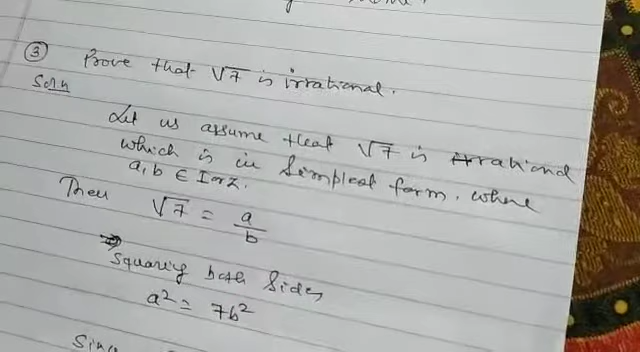 ③ Prove that √7 is irrational.
Soln
Let us assume that √7 is rational
which is in simplest form, where
a, b ∈ I or Z.
Then √7 = a/b
Squaring both sides
a² = 7b²
Since